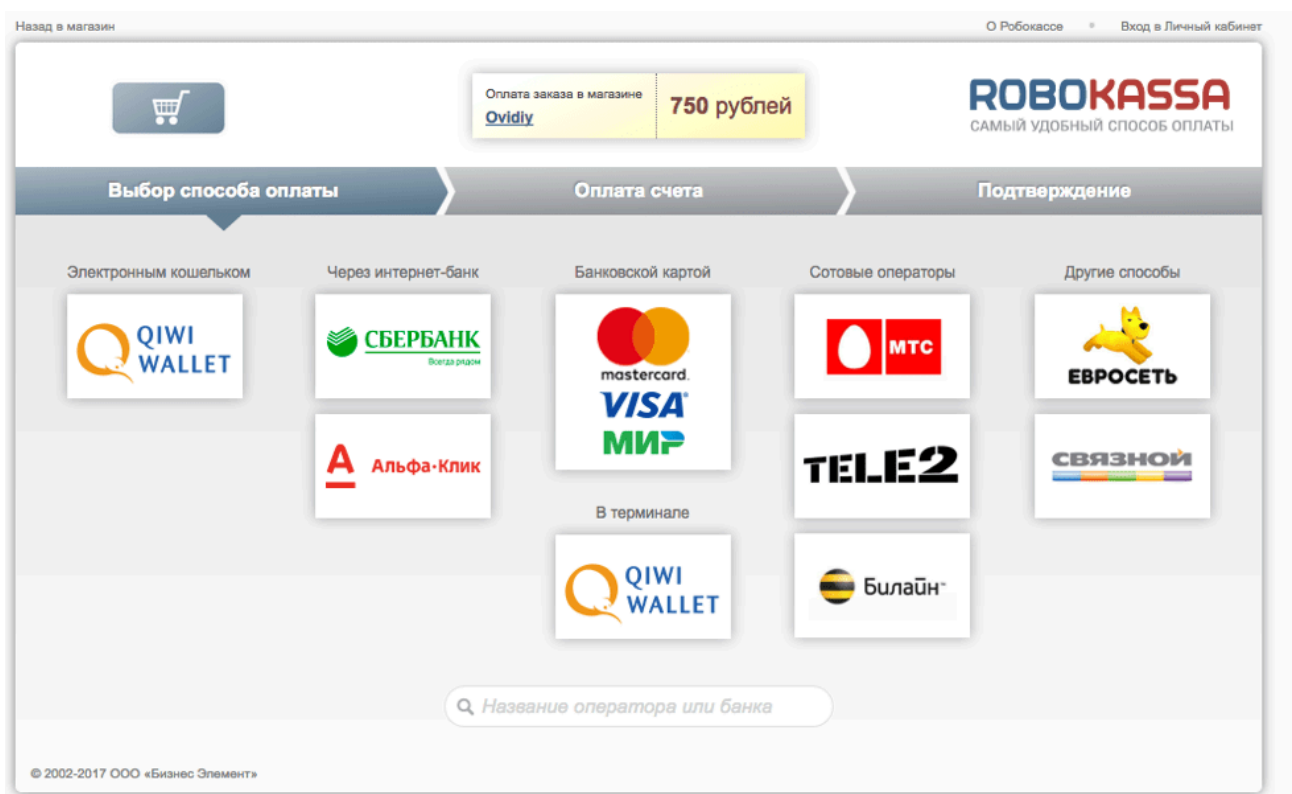 Назад в магазин
О Робокассе
Вход в Личный кабинет
Оплата заказа в магазине
Ovidiy
750 рублей
ROBOKASSA
САМЫЙ УДОБНЫЙ СПОСОБ ОПЛАТЫ
Выбор способа оплаты
Оплата счета
Подтверждение
Электронным кошельком
QIWI
WALLET
Через интернет-банк
СБЕРБАНК
Всегда рядом
А
Альфа·Клик
Банковской картой
mastercard.
VISA
МИР
В терминале
QIWI
WALLET
Сотовые операторы
МТС
TELE2
Билайн™
Другие способы
ЕВРОСЕТЬ
СВЯЗНОЙ
Название оператора или банка
© 2002-2017 ООО «Бизнес Элемент»